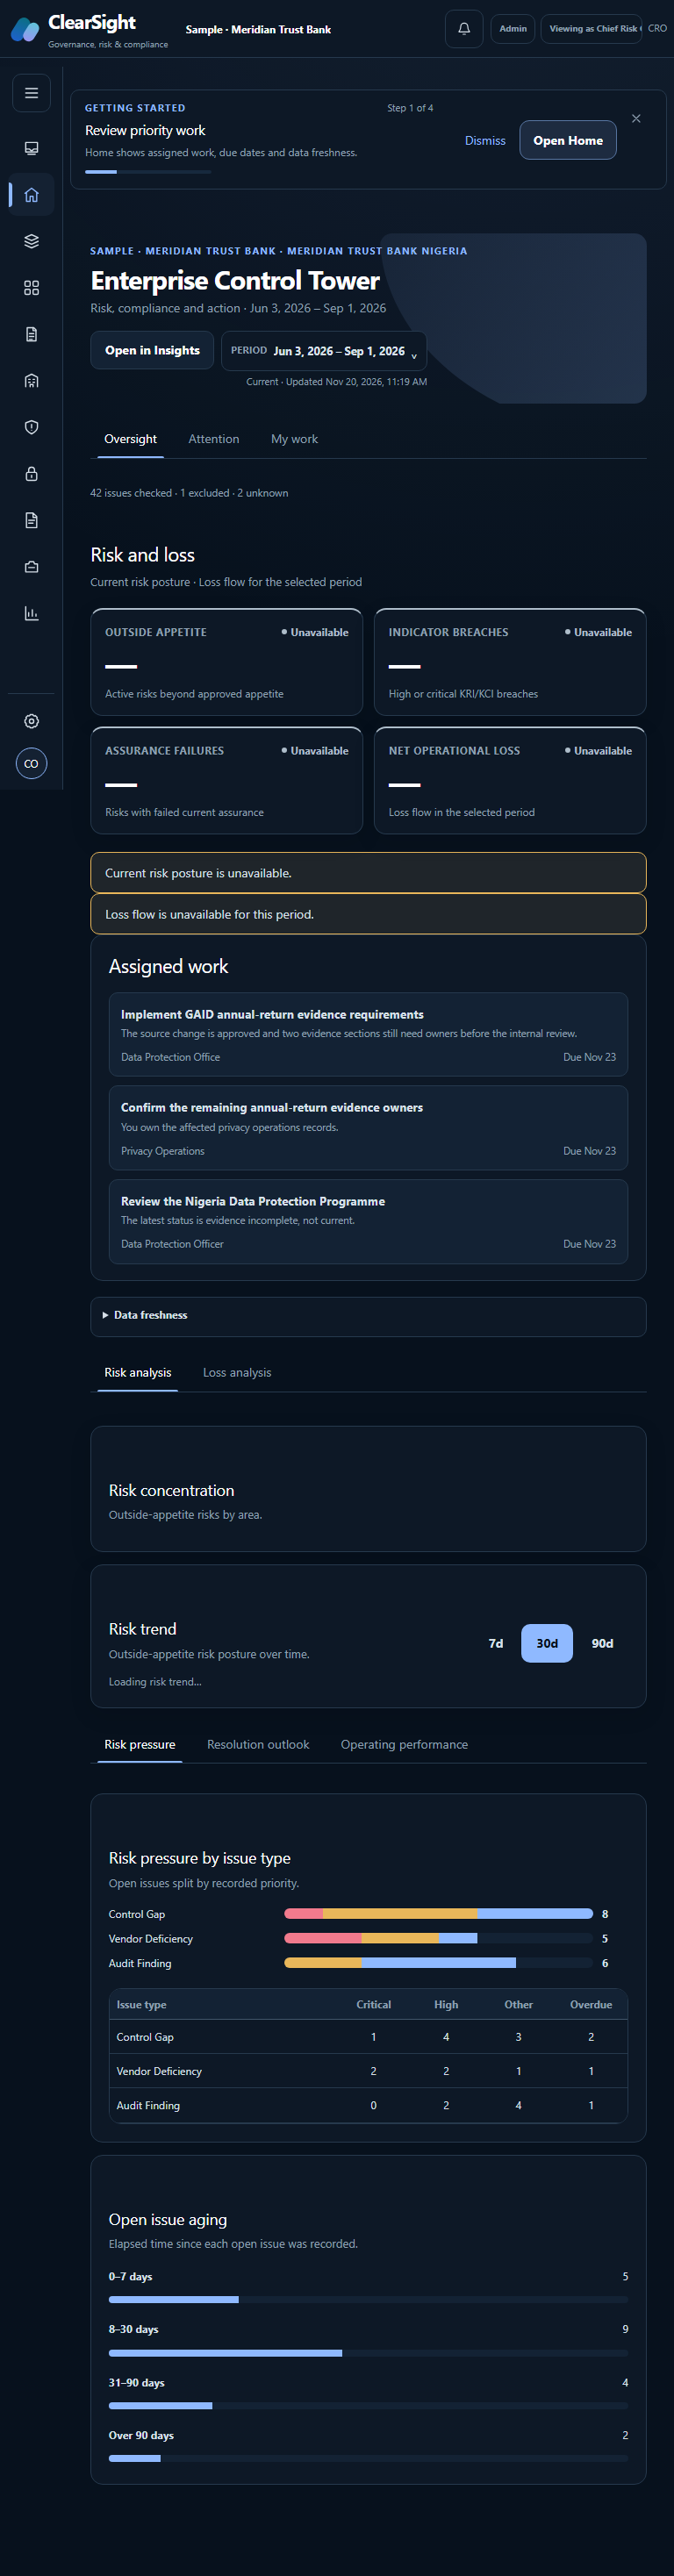 ClearSight
Governance, risk & compliance
Sample · Meridian Trust Bank
Admin
Viewing as Chief Risk
CRO
GETTING STARTED
Step 1 of 4
Review priority work
Home shows assigned work, due dates and data freshness.
Dismiss
Open Home
SAMPLE · MERIDIAN TRUST BANK · MERIDIAN TRUST BANK NIGERIA
Enterprise Control Tower
Risk, compliance and action · Jun 3, 2026 – Sep 1, 2026
Open in Insights
PERIOD Jun 3, 2026 – Sep 1, 2026
Current · Updated Nov 20, 2026, 11:19 AM
Oversight
Attention
My work
42 issues checked · 1 excluded · 2 unknown
Risk and loss
Current risk posture · Loss flow for the selected period
OUTSIDE APPETITE
Unavailable
—
Active risks beyond approved appetite
INDICATOR BREACHES
Unavailable
—
High or critical KRI/KCI breaches
ASSURANCE FAILURES
Unavailable
—
Risks with failed current assurance
NET OPERATIONAL LOSS
Unavailable
—
Loss flow in the selected period
Current risk posture is unavailable.
Loss flow is unavailable for this period.
Assigned work
Implement GAID annual-return evidence requirements
The source change is approved and two evidence sections still need owners before the internal review.
Data Protection Office
Due Nov 23
Confirm the remaining annual-return evidence owners
You own the affected privacy operations records.
Privacy Operations
Due Nov 23
Review the Nigeria Data Protection Programme
The latest status is evidence incomplete, not current.
Data Protection Officer
Due Nov 23
Data freshness
Risk analysis
Loss analysis
Risk concentration
Outside-appetite risks by area.
Risk trend
Outside-appetite risk posture over time.
7d
30d
90d
Loading risk trend...
Risk pressure
Resolution outlook
Operating performance
Risk pressure by issue type
Open issues split by recorded priority.
Control Gap 8
Vendor Deficiency 5
Audit Finding 6
Issue type Critical High Other Overdue
Control Gap 1 4 3 2
Vendor Deficiency 2 2 1 1
Audit Finding 0 2 4 1
Open issue aging
Elapsed time since each open issue was recorded.
0–7 days 5
8–30 days 9
31–90 days 4
Over 90 days 2
CO